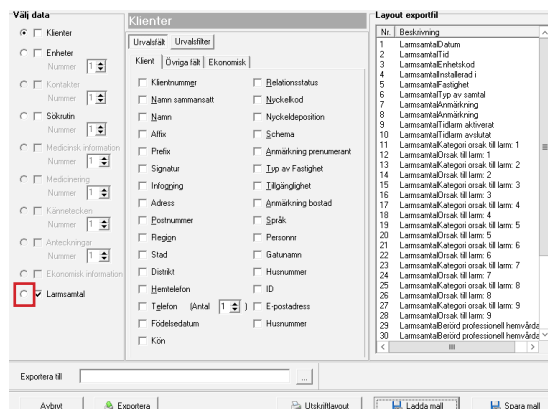 Välj data
Klienter
Enheter
Nummer 1
Kontakter
Nummer 1
Sökrutin
Nummer 1
Medicinsk information
Nummer 1
Medicinering
Nummer 1
Kännetecken
Nummer 1
Anteckningar
Nummer 1
Ekonomisk information
Larmsamtal
Klienter
Urvalsfält Urvalsfilter
Klient Övriga fält Ekonomisk
Klientnummer
Namn sammansatt
Namn
Affix
Prefix
Signatur
Infogning
Adress
Postnummer
Region
Stad
Distrikt
Hemtelefon
Telefon (Antal 1 )
Födelsedatum
Kön
Relationsstatus
Nyckelkod
Nyckeldeposition
Schema
Anmärkning prenumerant
Typ av Fastighet
Tillgänglighet
Anmärkning bostad
Språk
Personnr
Gatunamn
Husnummer
ID
E-postadress
Husnummer
Layout exportfil
Nr. Beskrivning
1 LarmsamtalDatum
2 LarmsamtalTid
3 LarmsamtalEnhetskod
4 LarmsamtalInstallerad i
5 LarmsamtalFastighet
6 LarmsamtalTyp av samtal
7 LarmsamtalAnmärkning
8 LarmsamtalAnmärkning
9 LarmsamtalTidlarm aktiverat
10 LarmsamtalTidlarm avslutat
11 LarmsamtalKategori orsak till larm: 1
12 LarmsamtalOrsak till larm: 1
13 LarmsamtalKategori orsak till larm: 2
14 LarmsamtalOrsak till larm: 2
15 LarmsamtalKategori orsak till larm: 3
16 LarmsamtalOrsak till larm: 3
17 LarmsamtalKategori orsak till larm: 4
18 LarmsamtalOrsak till larm: 4
19 LarmsamtalKategori orsak till larm: 5
20 LarmsamtalOrsak till larm: 5
21 LarmsamtalKategori orsak till larm: 6
22 LarmsamtalOrsak till larm: 6
23 LarmsamtalKategori orsak till larm: 7
24 LarmsamtalOrsak till larm: 7
25 LarmsamtalKategori orsak till larm: 8
26 LarmsamtalOrsak till larm: 8
27 LarmsamtalKategori orsak till larm: 9
28 LarmsamtalOrsak till larm: 9
29 LarmsamtalBerörd professionell hemvårda
30 LarmsamtalBerörd professionell hemvårda
Exportera till ...
Avbryt Exportera Utskriftlayout Ladda mall Spara mall